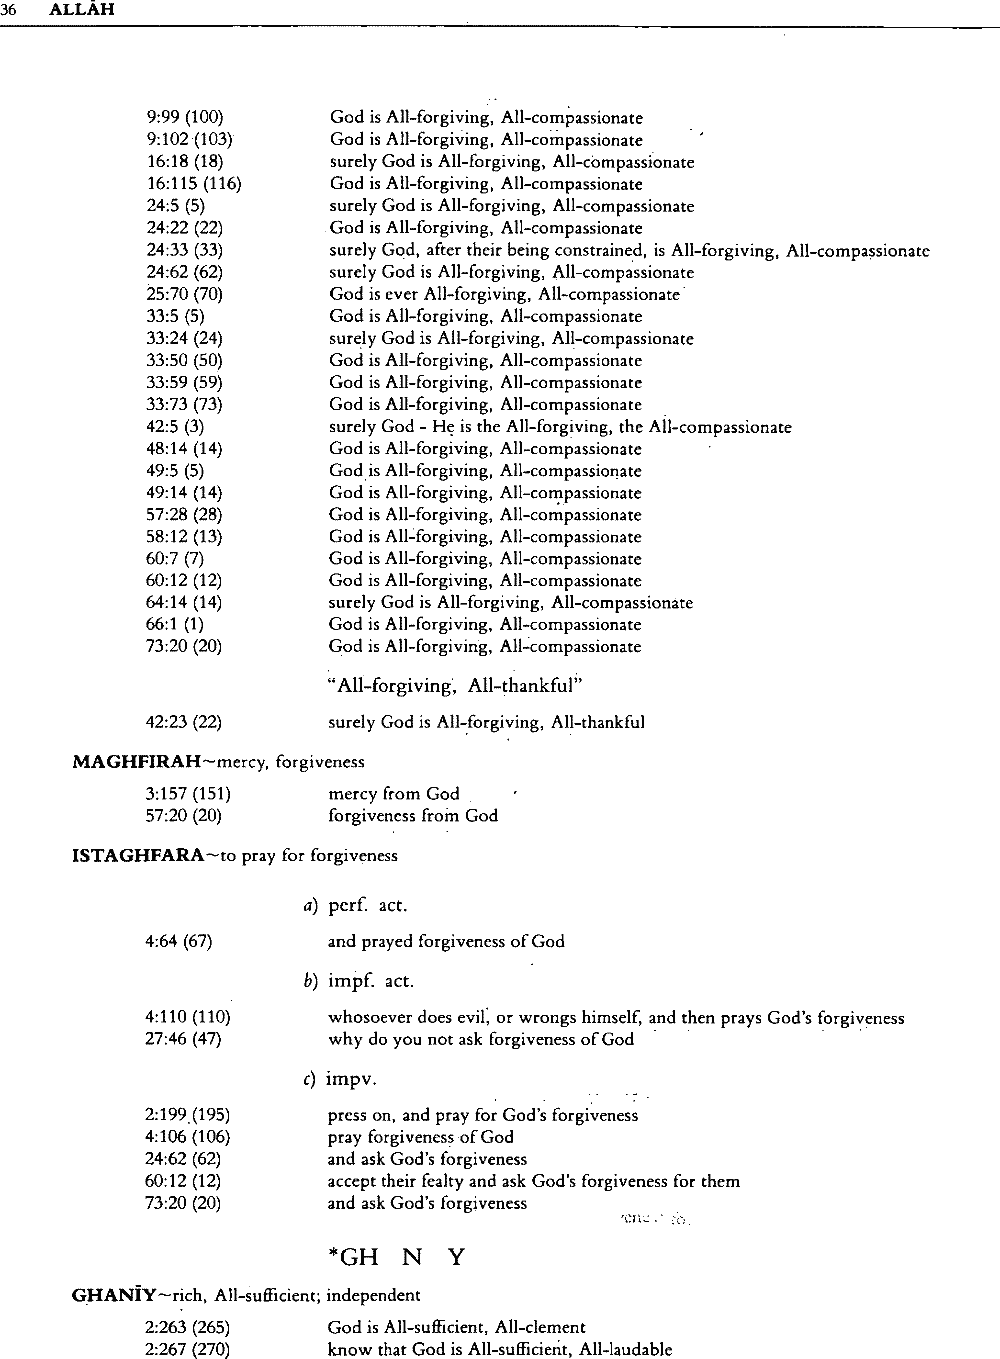 36 ALLĀH
9:99 (100) God is All-forgiving, All-compassionate
9:102 (103) God is All-forgiving, All-compassionate
16:18 (18) surely God is All-forgiving, All-compassionate
16:115 (116) God is All-forgiving, All-compassionate
24:5 (5) surely God is All-forgiving, All-compassionate
24:22 (22) God is All-forgiving, All-compassionate
24:33 (33) surely God, after their being constrained, is All-forgiving, All-compassionate
24:62 (62) surely God is All-forgiving, All-compassionate
25:70 (70) God is ever All-forgiving, All-compassionate
33:5 (5) God is All-forgiving, All-compassionate
33:24 (24) surely God is All-forgiving, All-compassionate
33:50 (50) God is All-forgiving, All-compassionate
33:59 (59) God is All-forgiving, All-compassionate
33:73 (73) God is All-forgiving, All-compassionate
42:5 (3) surely God - He is the All-forgiving, the All-compassionate
48:14 (14) God is All-forgiving, All-compassionate
49:5 (5) God is All-forgiving, All-compassionate
49:14 (14) God is All-forgiving, All-compassionate
57:28 (28) God is All-forgiving, All-compassionate
58:12 (13) God is All-forgiving, All-compassionate
60:7 (7) God is All-forgiving, All-compassionate
60:12 (12) God is All-forgiving, All-compassionate
64:14 (14) surely God is All-forgiving, All-compassionate
66:1 (1) God is All-forgiving, All-compassionate
73:20 (20) God is All-forgiving, All-compassionate
“All-forgiving, All-thankful”
42:23 (22) surely God is All-forgiving, All-thankful
MAGHFIRAH~mercy, forgiveness
3:157 (151) mercy from God
57:20 (20) forgiveness from God
ISTAGHFARA~to pray for forgiveness
a) perf. act.
4:64 (67) and prayed forgiveness of God
b) impf. act.
4:110 (110) whosoever does evil, or wrongs himself, and then prays God's forgiveness
27:46 (47) why do you not ask forgiveness of God
c) impv.
2:199 (195) press on, and pray for God's forgiveness
4:106 (106) pray forgiveness of God
24:62 (62) and ask God's forgiveness
60:12 (12) accept their fealty and ask God's forgiveness for them
73:20 (20) and ask God's forgiveness
*GH N Y
GHANĪY~rich, All-sufficient; independent
2:263 (265) God is All-sufficient, All-clement
2:267 (270) know that God is All-sufficient, All-laudable